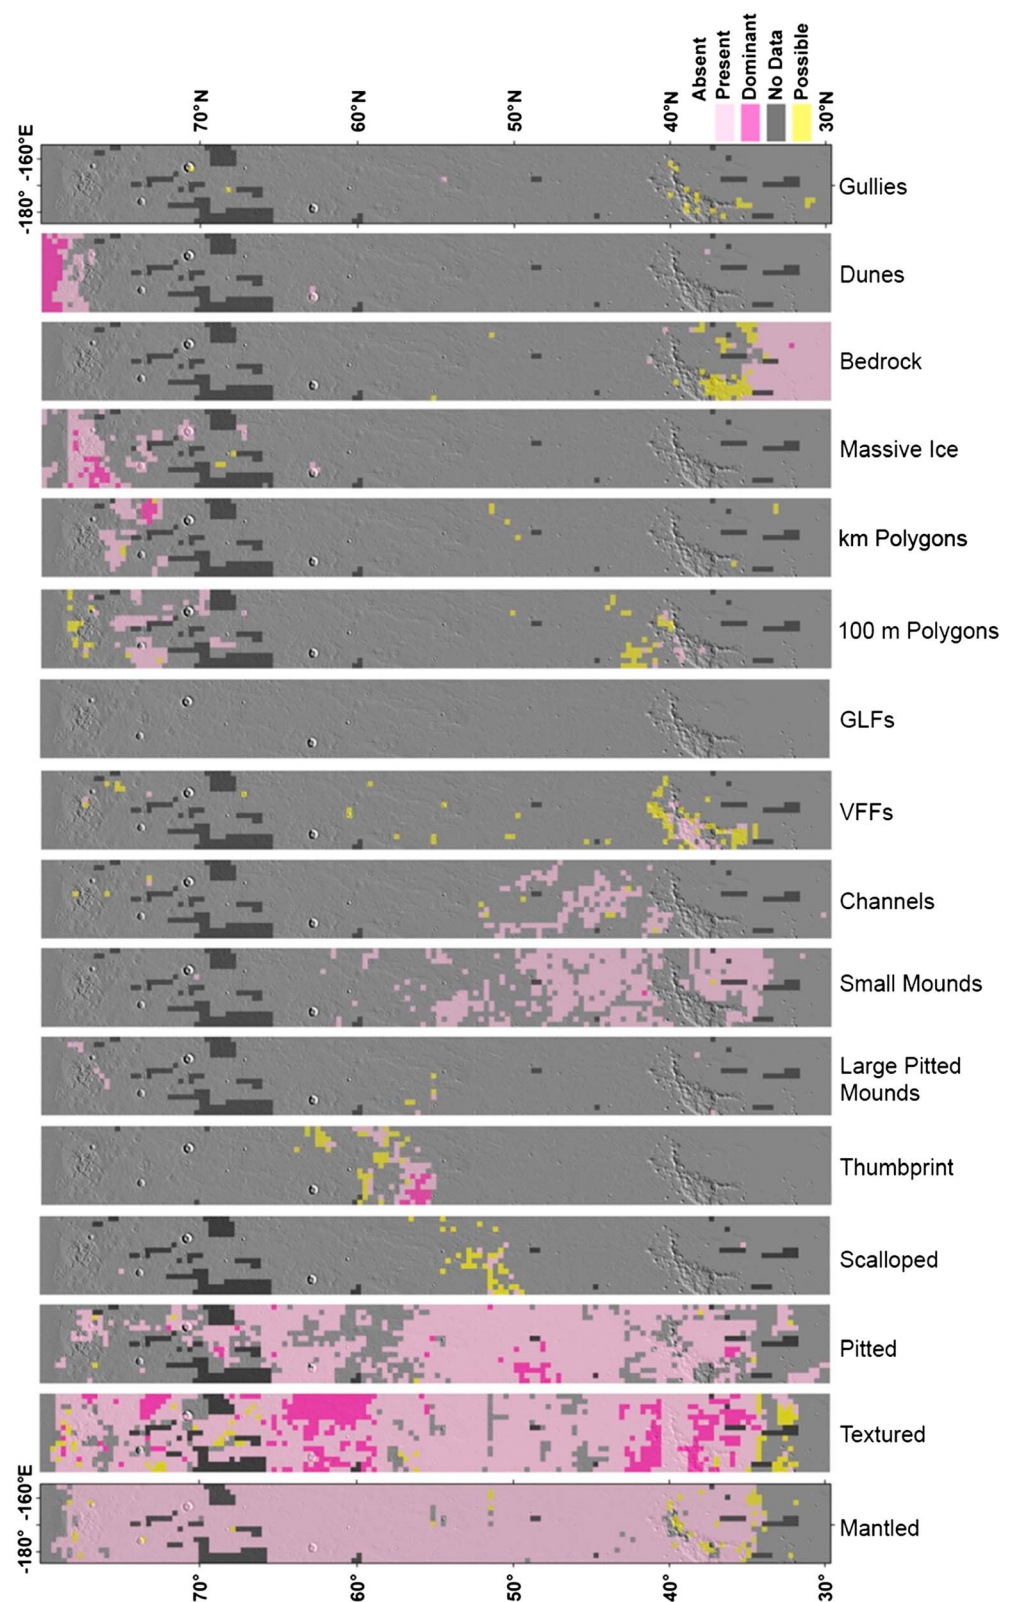 Absent
Present
Dominant
No Data
Possible
70°N
60°N
50°N
40°N
30°N
-180° -160°E
Gullies
Dunes
Bedrock
Massive Ice
km Polygons
100 m Polygons
GLFs
VFFs
Channels
Small Mounds
Large Pitted
Mounds
Thumbprint
Scalloped
Pitted
Textured
Mantled
-180° -160°E
70°
60°
50°
40°
30°